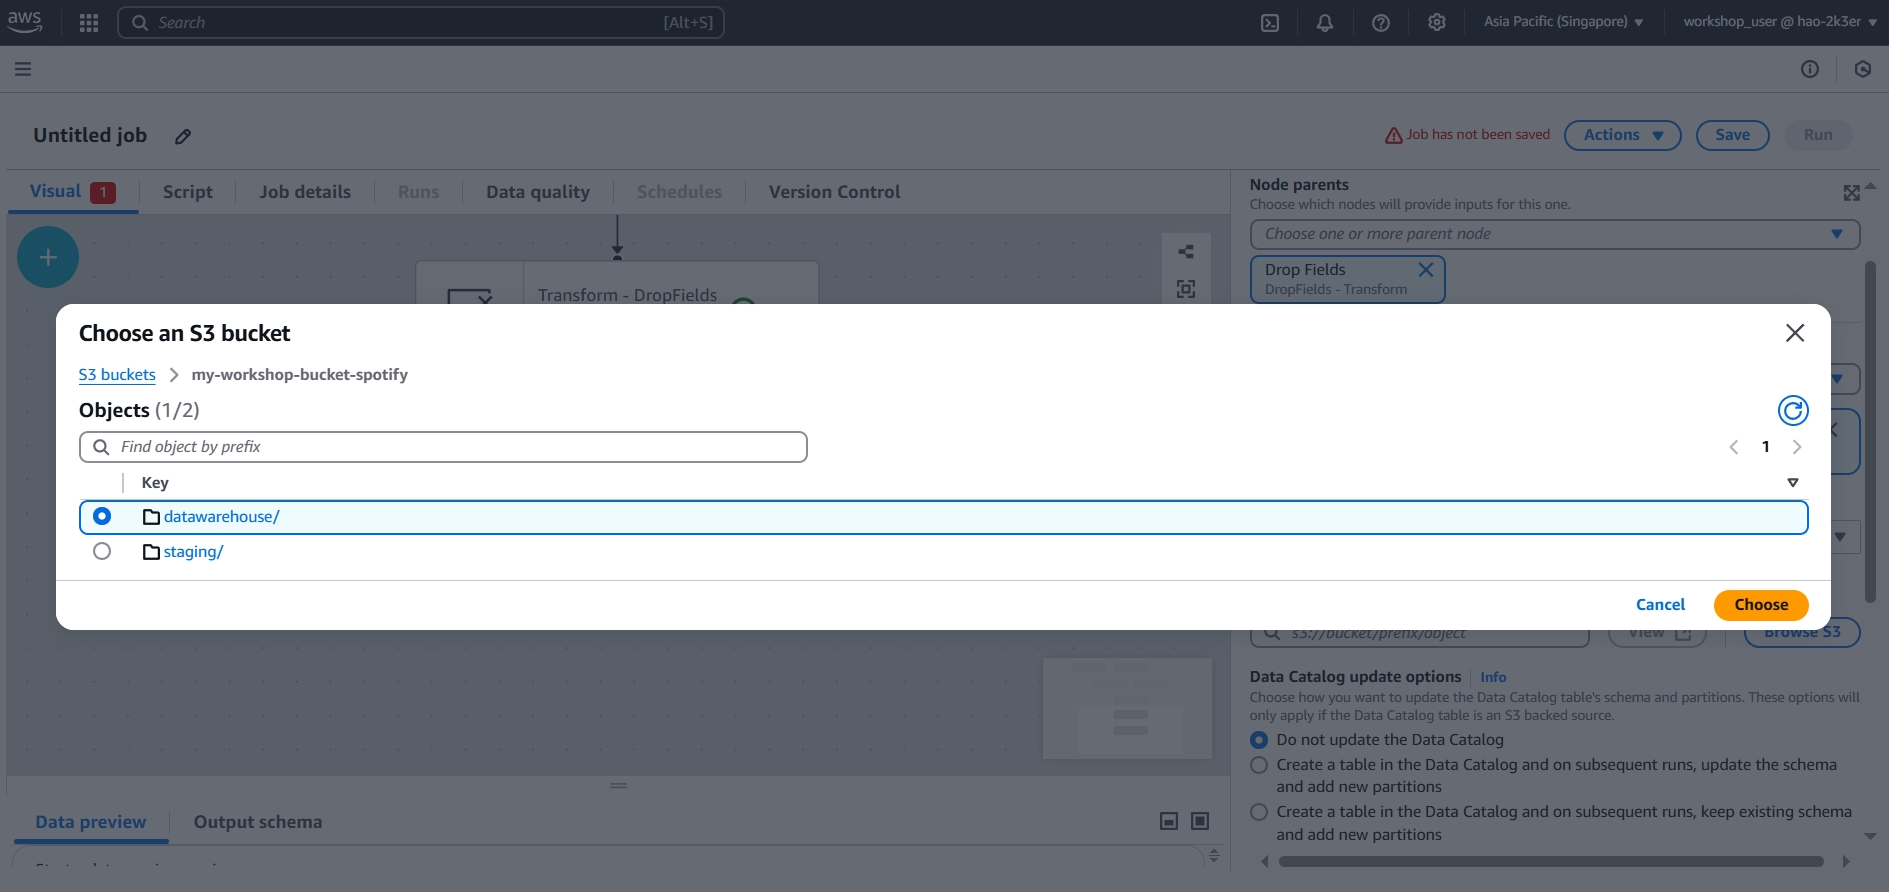 aws
Search
[Alt+S]
Asia Pacific (Singapore)
workshop_user @ hao-2k3er
Untitled job
Job has not been saved
Actions
Save
Run
Visual 1
Script
Job details
Runs
Data quality
Schedules
Version Control
Node parents
Choose which nodes will provide inputs for this one.
Choose one or more parent node
Drop Fields
DropFields - Transform
Transform - DropFields
Choose an S3 bucket
S3 buckets
my-workshop-bucket-spotify
Objects (1/2)
Find object by prefix
1
Key
datawarehouse/
staging/
Cancel
Choose
s3://bucket/prefix/object
View
Browse S3
Data Catalog update options
Info
Choose how you want to update the Data Catalog table's schema and partitions. These options will
only apply if the Data Catalog table is an S3 backed source.
Do not update the Data Catalog
Create a table in the Data Catalog and on subsequent runs, update the schema
and add new partitions
Create a table in the Data Catalog and on subsequent runs, keep existing schema
and add new partitions
Data preview
Output schema